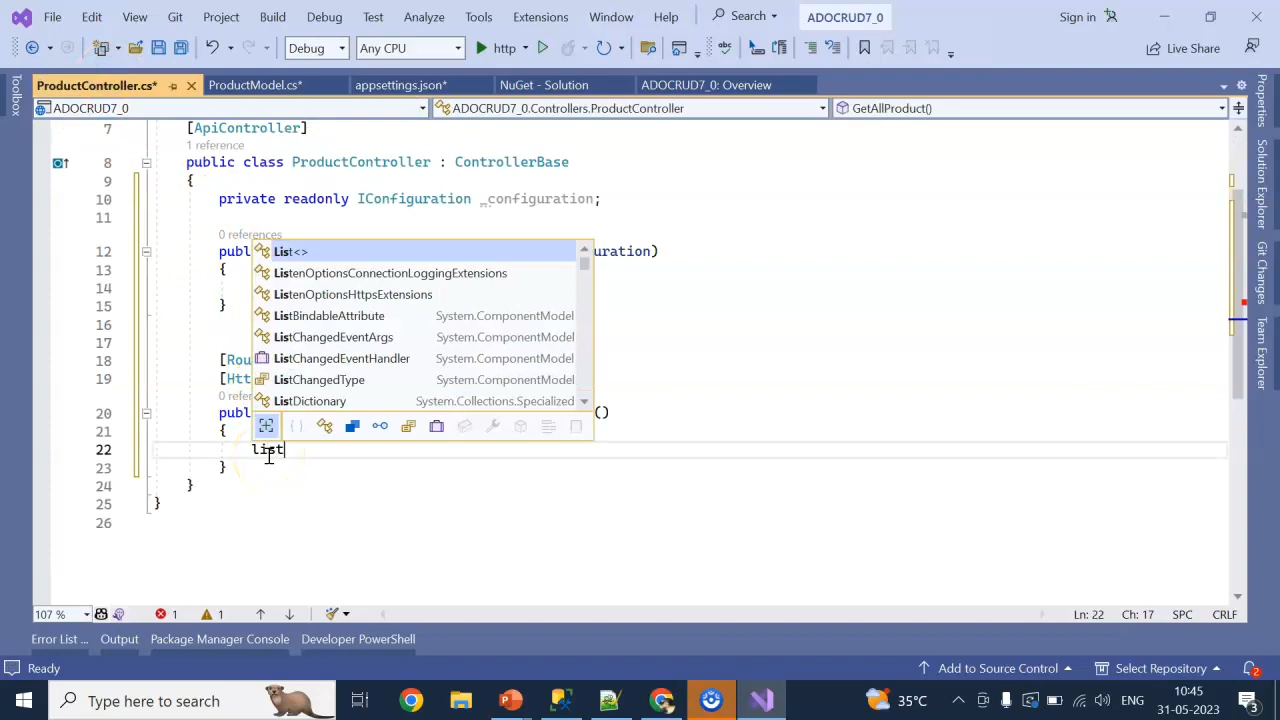 File Edit View Git Project Build Debug Test Analyze Tools Extensions Window Help Search ADOCRUD7_0 Sign in
Debug Any CPU http Live Share
Toolbox
ProductController.cs* ProductModel.cs* appsettings.json* NuGet - Solution ADOCRUD7_0: Overview
ADOCRUD7_0 ADOCRUD7_0.Controllers.ProductController GetAllProduct()
7 [ApiController]
1 reference
8 public class ProductController : ControllerBase
9 {
10 private readonly IConfiguration _configuration;
11
0 references
12 publ uration)
13 {
14
15 }
16
17
18 [Rou
19 [Htt
0 refe
20 publ ()
21 {
22 list
23 }
24 }
25 }
26
List<>
ListenOptionsConnectionLoggingExtensions
ListenOptionsHttpsExtensions
ListBindableAttribute System.ComponentModel
ListChangedEventArgs System.ComponentModel
ListChangedEventHandler System.ComponentModel
ListChangedType System.ComponentModel
ListDictionary System.Collections.Specialized
Properties
Solution Explorer
Git Changes
Team Explorer
107 % 1 1 Ln: 22 Ch: 17 SPC CRLF
Error List ... Output Package Manager Console Developer PowerShell
Ready Add to Source Control Select Repository 2
Type here to search 35°C ENG 10:45
31-05-2023 3